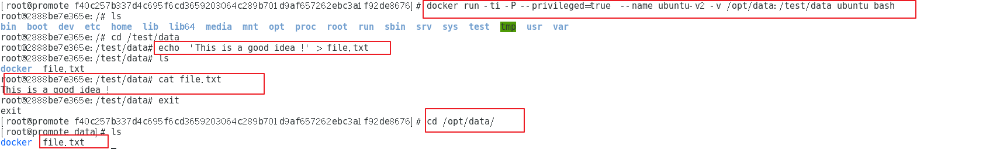 [root@promote f40c257b337d4c695f6cd3659203064c289b701d9af657262ebc3a1f92de8676]# docker run -ti -P --privileged=true  --name ubuntu-v2 -v /opt/data:/test/data ubuntu bash
root@2888be7e365e:/# ls
bin  boot  dev  etc  home  lib  lib64  media  mnt  opt  proc  root  run  sbin  srv  sys  test  tmp  usr  var
root@2888be7e365e:/# cd /test/data
root@2888be7e365e:/test/data# echo  'This is a good idea !' > file.txt
root@2888be7e365e:/test/data# ls
docker  file.txt
root@2888be7e365e:/test/data# cat file.txt
This is a good idea !
root@2888be7e365e:/test/data# exit
exit
[root@promote f40c257b337d4c695f6cd3659203064c289b701d9af657262ebc3a1f92de8676]# cd /opt/data/
[root@promote data]# ls
docker  file.txt